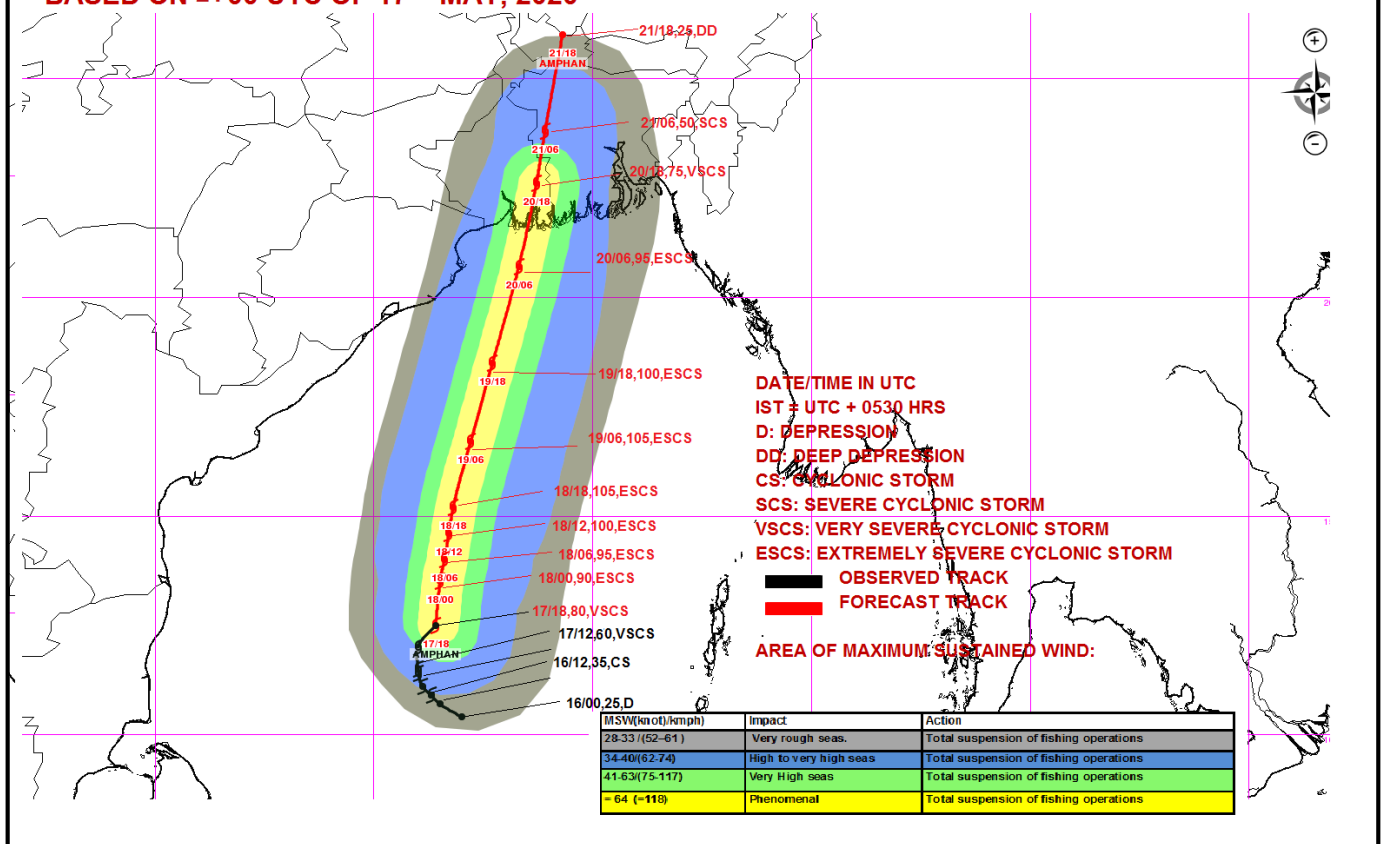 21/18,25,DD
21/18
AMPHAN
21/06,50,SCS
21/06
20/18,75,VSCS
20/18
20/06,95,ESCS
20/06
19/18,100,ESCS
19/18
19/06,105,ESCS
19/06
18/18,105,ESCS
18/18
18/12,100,ESCS
18/12
18/06,95,ESCS
18/06
18/00,90,ESCS
18/00
17/18,80,VSCS
17/18
AMPHAN
17/12,60,VSCS
16/12,35,CS
16/00,25,D
DATE/TIME IN UTC
IST = UTC + 0530 HRS
D: DEPRESSION
DD: DEEP DEPRESSION
CS: CYCLONIC STORM
SCS: SEVERE CYCLONIC STORM
VSCS: VERY SEVERE CYCLONIC STORM
ESCS: EXTREMELY SEVERE CYCLONIC STORM
OBSERVED TRACK
FORECAST TRACK
AREA OF MAXIMUM SUSTAINED WIND:
MSW(knot)/kmph) Impact Action
28-33 /(52–61 ) Very rough seas. Total suspension of fishing operations
34-40/(62-74) High to very high seas Total suspension of fishing operations
41-63/(75-117) Very High seas Total suspension of fishing operations
= 64 (=118) Phenomenal Total suspension of fishing operations